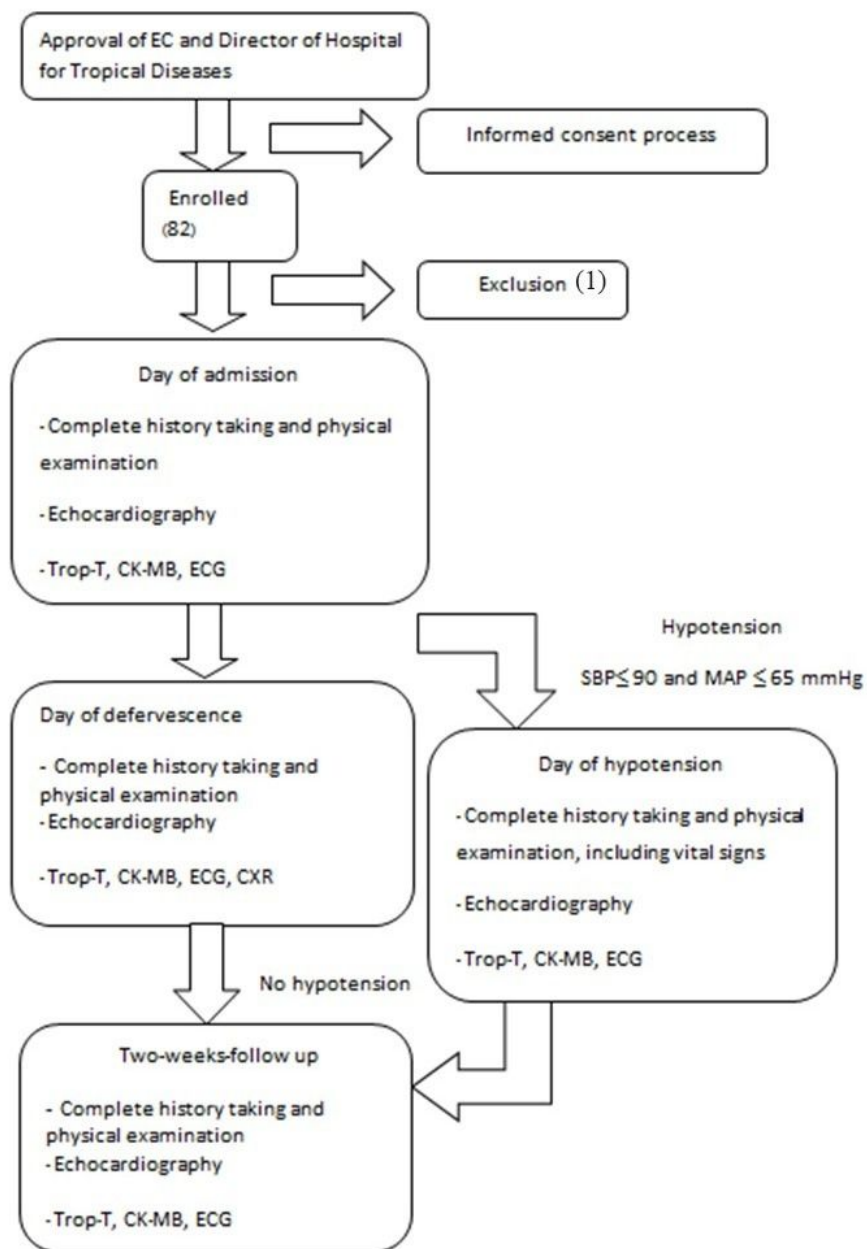 Approval of EC and Director of Hospital
for Tropical Diseases
Informed consent process
Enrolled
(82)
Exclusion (1)
Day of admission
-Complete history taking and physical
examination
-Echocardiography
-Trop-T, CK-MB, ECG
Hypotension
SBP≤90 and MAP ≤65 mmHg
Day of defervescence
- Complete history taking and
physical examination
-Echocardiography
-Trop-T, CK-MB, ECG, CXR
Day of hypotension
-Complete history taking and physical
examination, including vital signs
-Echocardiography
-Trop-T, CK-MB, ECG
No hypotension
Two-weeks-follow up
- Complete history taking and
physical examination
-Echocardiography
-Trop-T, CK-MB, ECG